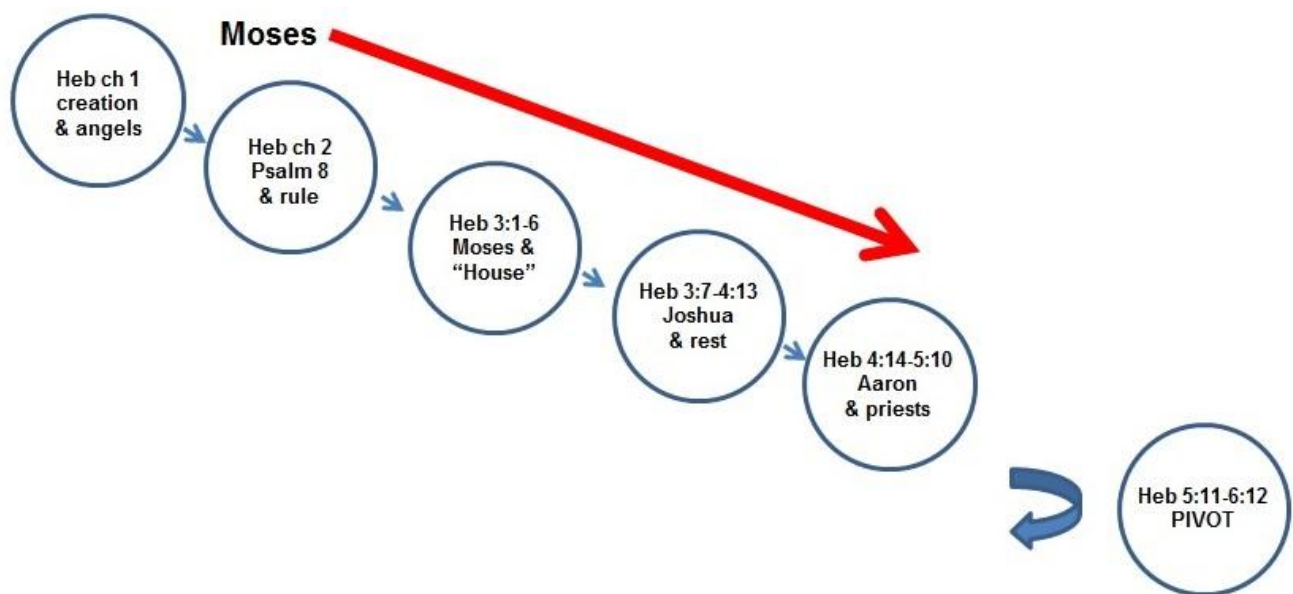 Moses
Heb ch 1
creation
& angels
Heb ch 2
Psalm 8
& rule
Heb 3:1-6
Moses &
“House”
Heb 3:7-4:13
Joshua
& rest
Heb 4:14-5:10
Aaron
& priests
Heb 5:11-6:12
PIVOT